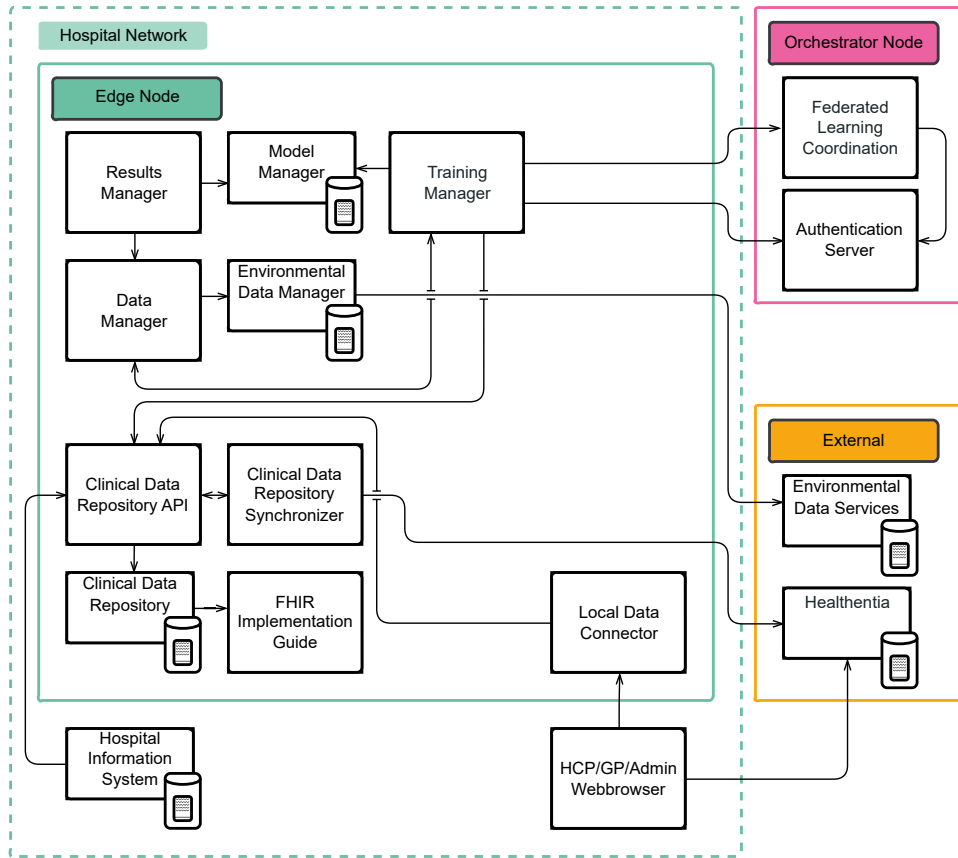 Hospital Network
Edge Node
Results
Manager
Model
Manager
Training
Manager
Data
Manager
Environmental
Data Manager
Clinical Data
Repository API
Clinical Data
Repository
Synchronizer
Clinical Data
Repository
FHIR
Implementation
Guide
Local Data
Connector
Hospital
Information
System
HCP/GP/Admin
Webbrowser
Orchestrator Node
Federated
Learning
Coordination
Authentication
Server
External
Environmental
Data Services
Healthentia